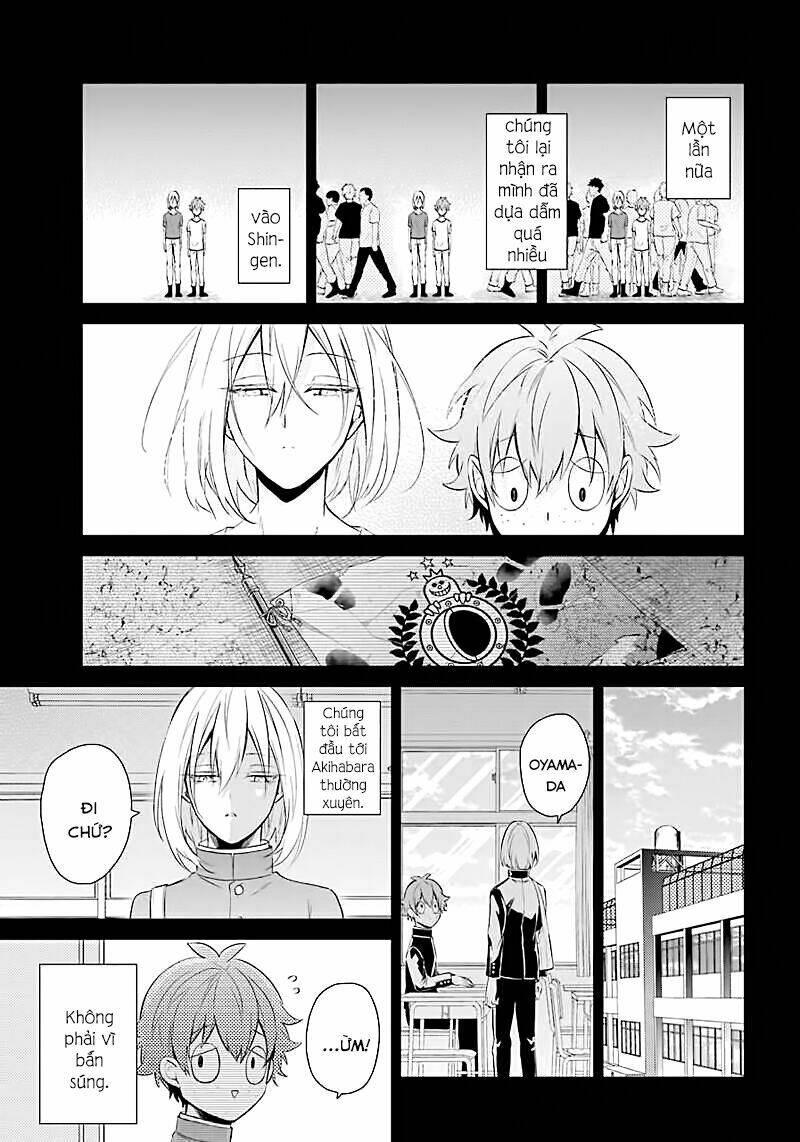 Một
lần
nữa
chúng
tôi lại
nhận ra
mình đã
dựa dẫm
quá
nhiều
vào
Shin-
gen.
OYAMA-
DA
Chúng
tôi bắt
đầu tới
Akihabara
thường
xuyên.
ĐI
CHỨ?
...ỪM!
Không
phải vì
bắn
súng.